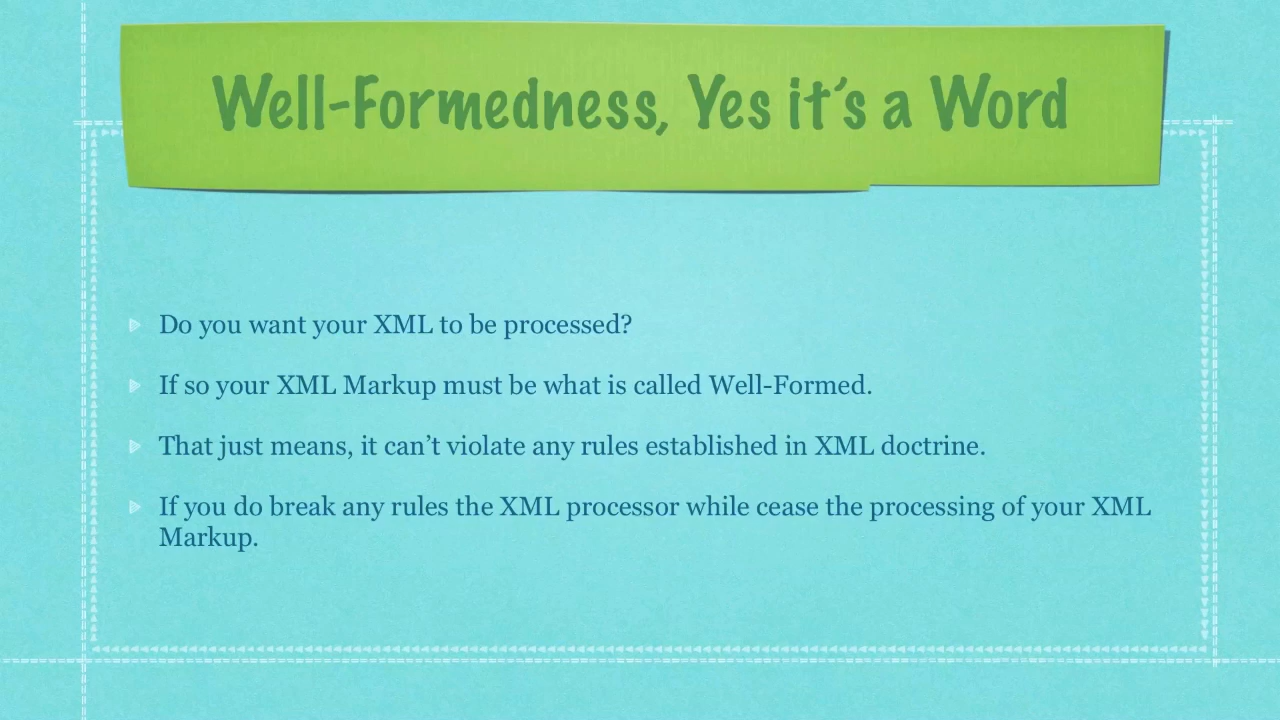 Well-Formedness, Yes it's a Word
Do you want your XML to be processed?
If so your XML Markup must be what is called Well-Formed.
That just means, it can't violate any rules established in XML doctrine.
If you do break any rules the XML processor while cease the processing of your XML
Markup.